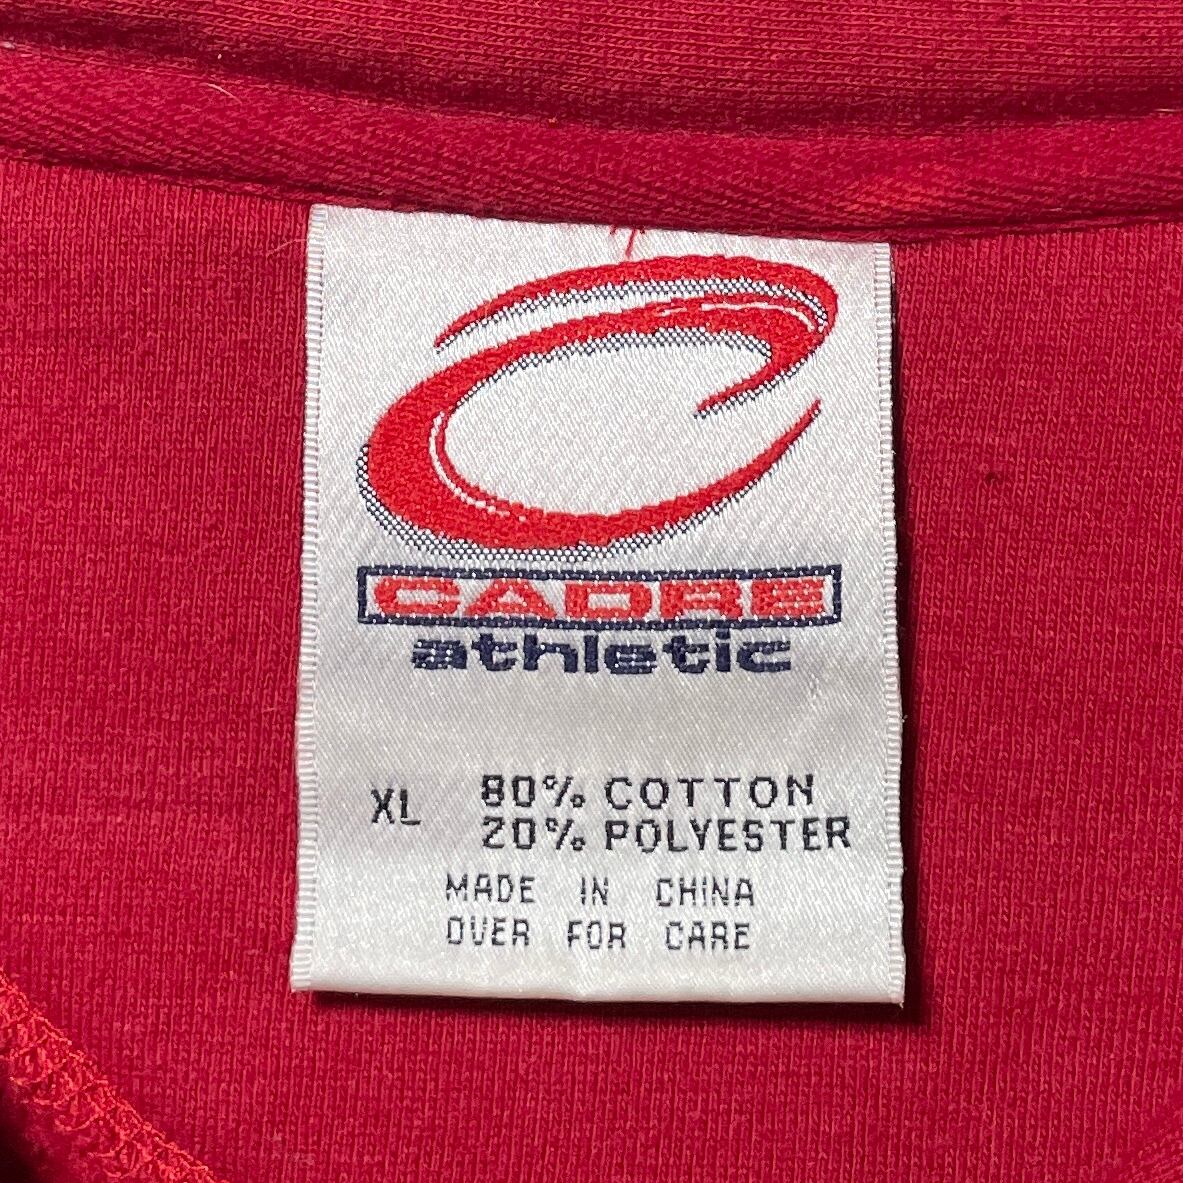 CADRE
athletic
XL 80% COTTON
20% POLYESTER
MADE IN CHINA
OVER FOR CARE